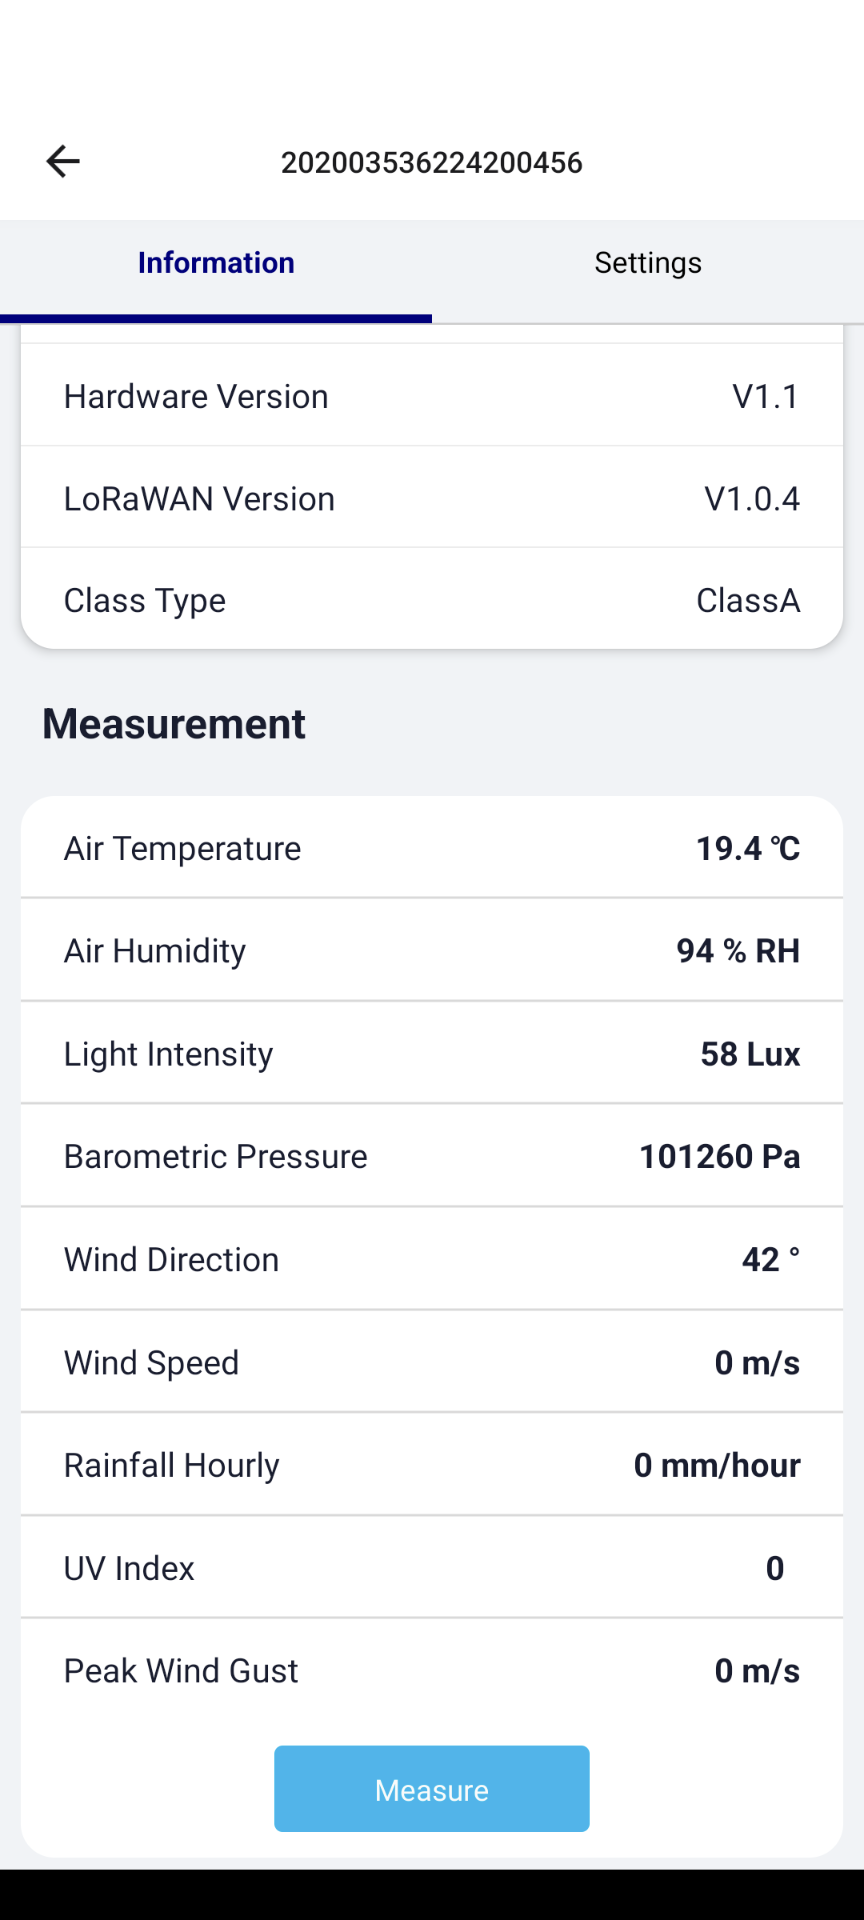 202003536224200456
Information Settings
Hardware Version V1.1
LoRaWAN Version V1.0.4
Class Type ClassA
Measurement
Air Temperature 19.4 ℃
Air Humidity 94 % RH
Light Intensity 58 Lux
Barometric Pressure 101260 Pa
Wind Direction 42 °
Wind Speed 0 m/s
Rainfall Hourly 0 mm/hour
UV Index 0
Peak Wind Gust 0 m/s
Measure